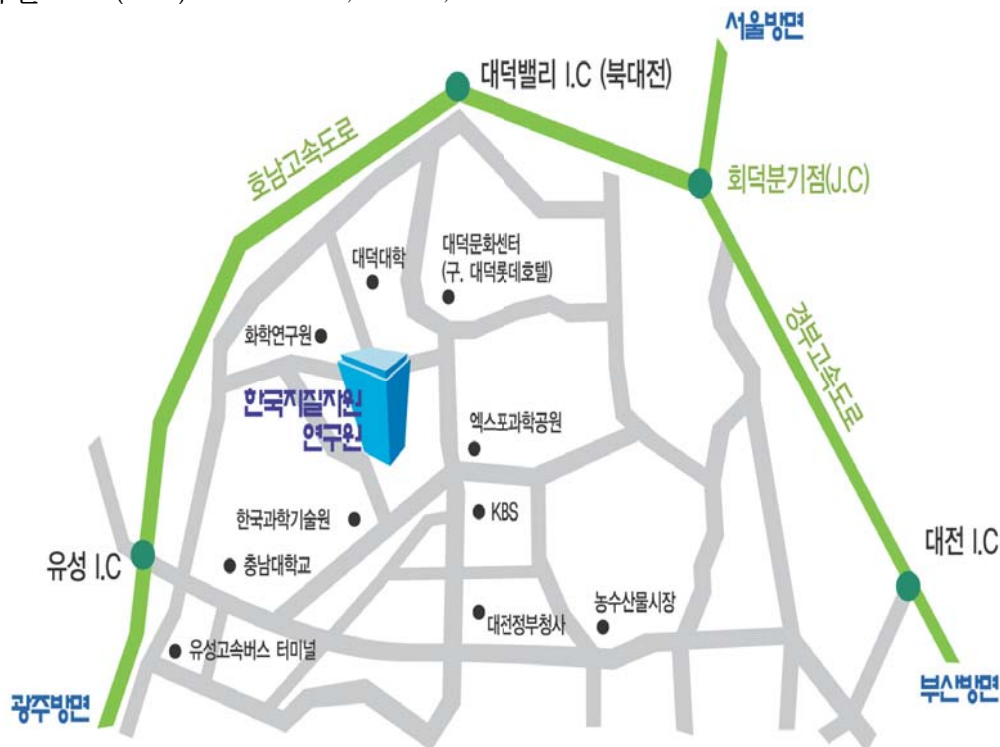 서울방면
대덕밸리 I.C (북대전)
호남고속도로
회덕분기점(J.C)
대덕대학
대덕문화센터
(구. 대덕롯데호텔)
화학연구원
경부고속도로
한국지질자원
연구원
엑스포과학공원
한국과학기술원
KBS
대전 I.C
유성 I.C
충남대학교
농수산물시장
대전정부청사
유성고속버스 터미널
부산방면
광주방면